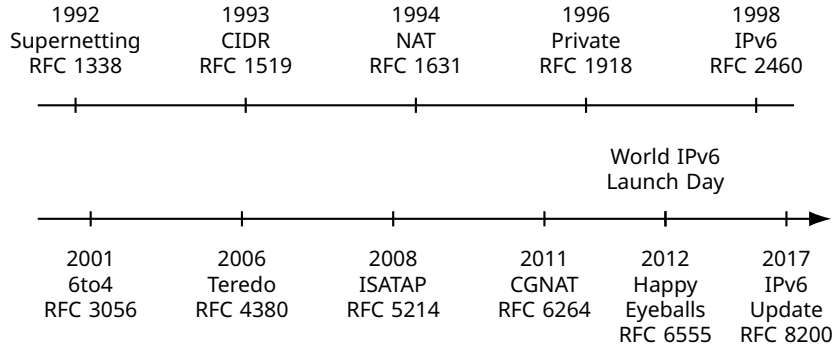 1992
Supernetting
RFC 1338
1993
CIDR
RFC 1519
1994
NAT
RFC 1631
1996
Private
RFC 1918
1998
IPv6
RFC 2460
World IPv6
Launch Day
2001
6to4
RFC 3056
2006
Teredo
RFC 4380
2008
ISATAP
RFC 5214
2011
CGNAT
RFC 6264
2012
Happy
Eyeballs
RFC 6555
2017
IPv6
Update
RFC 8200